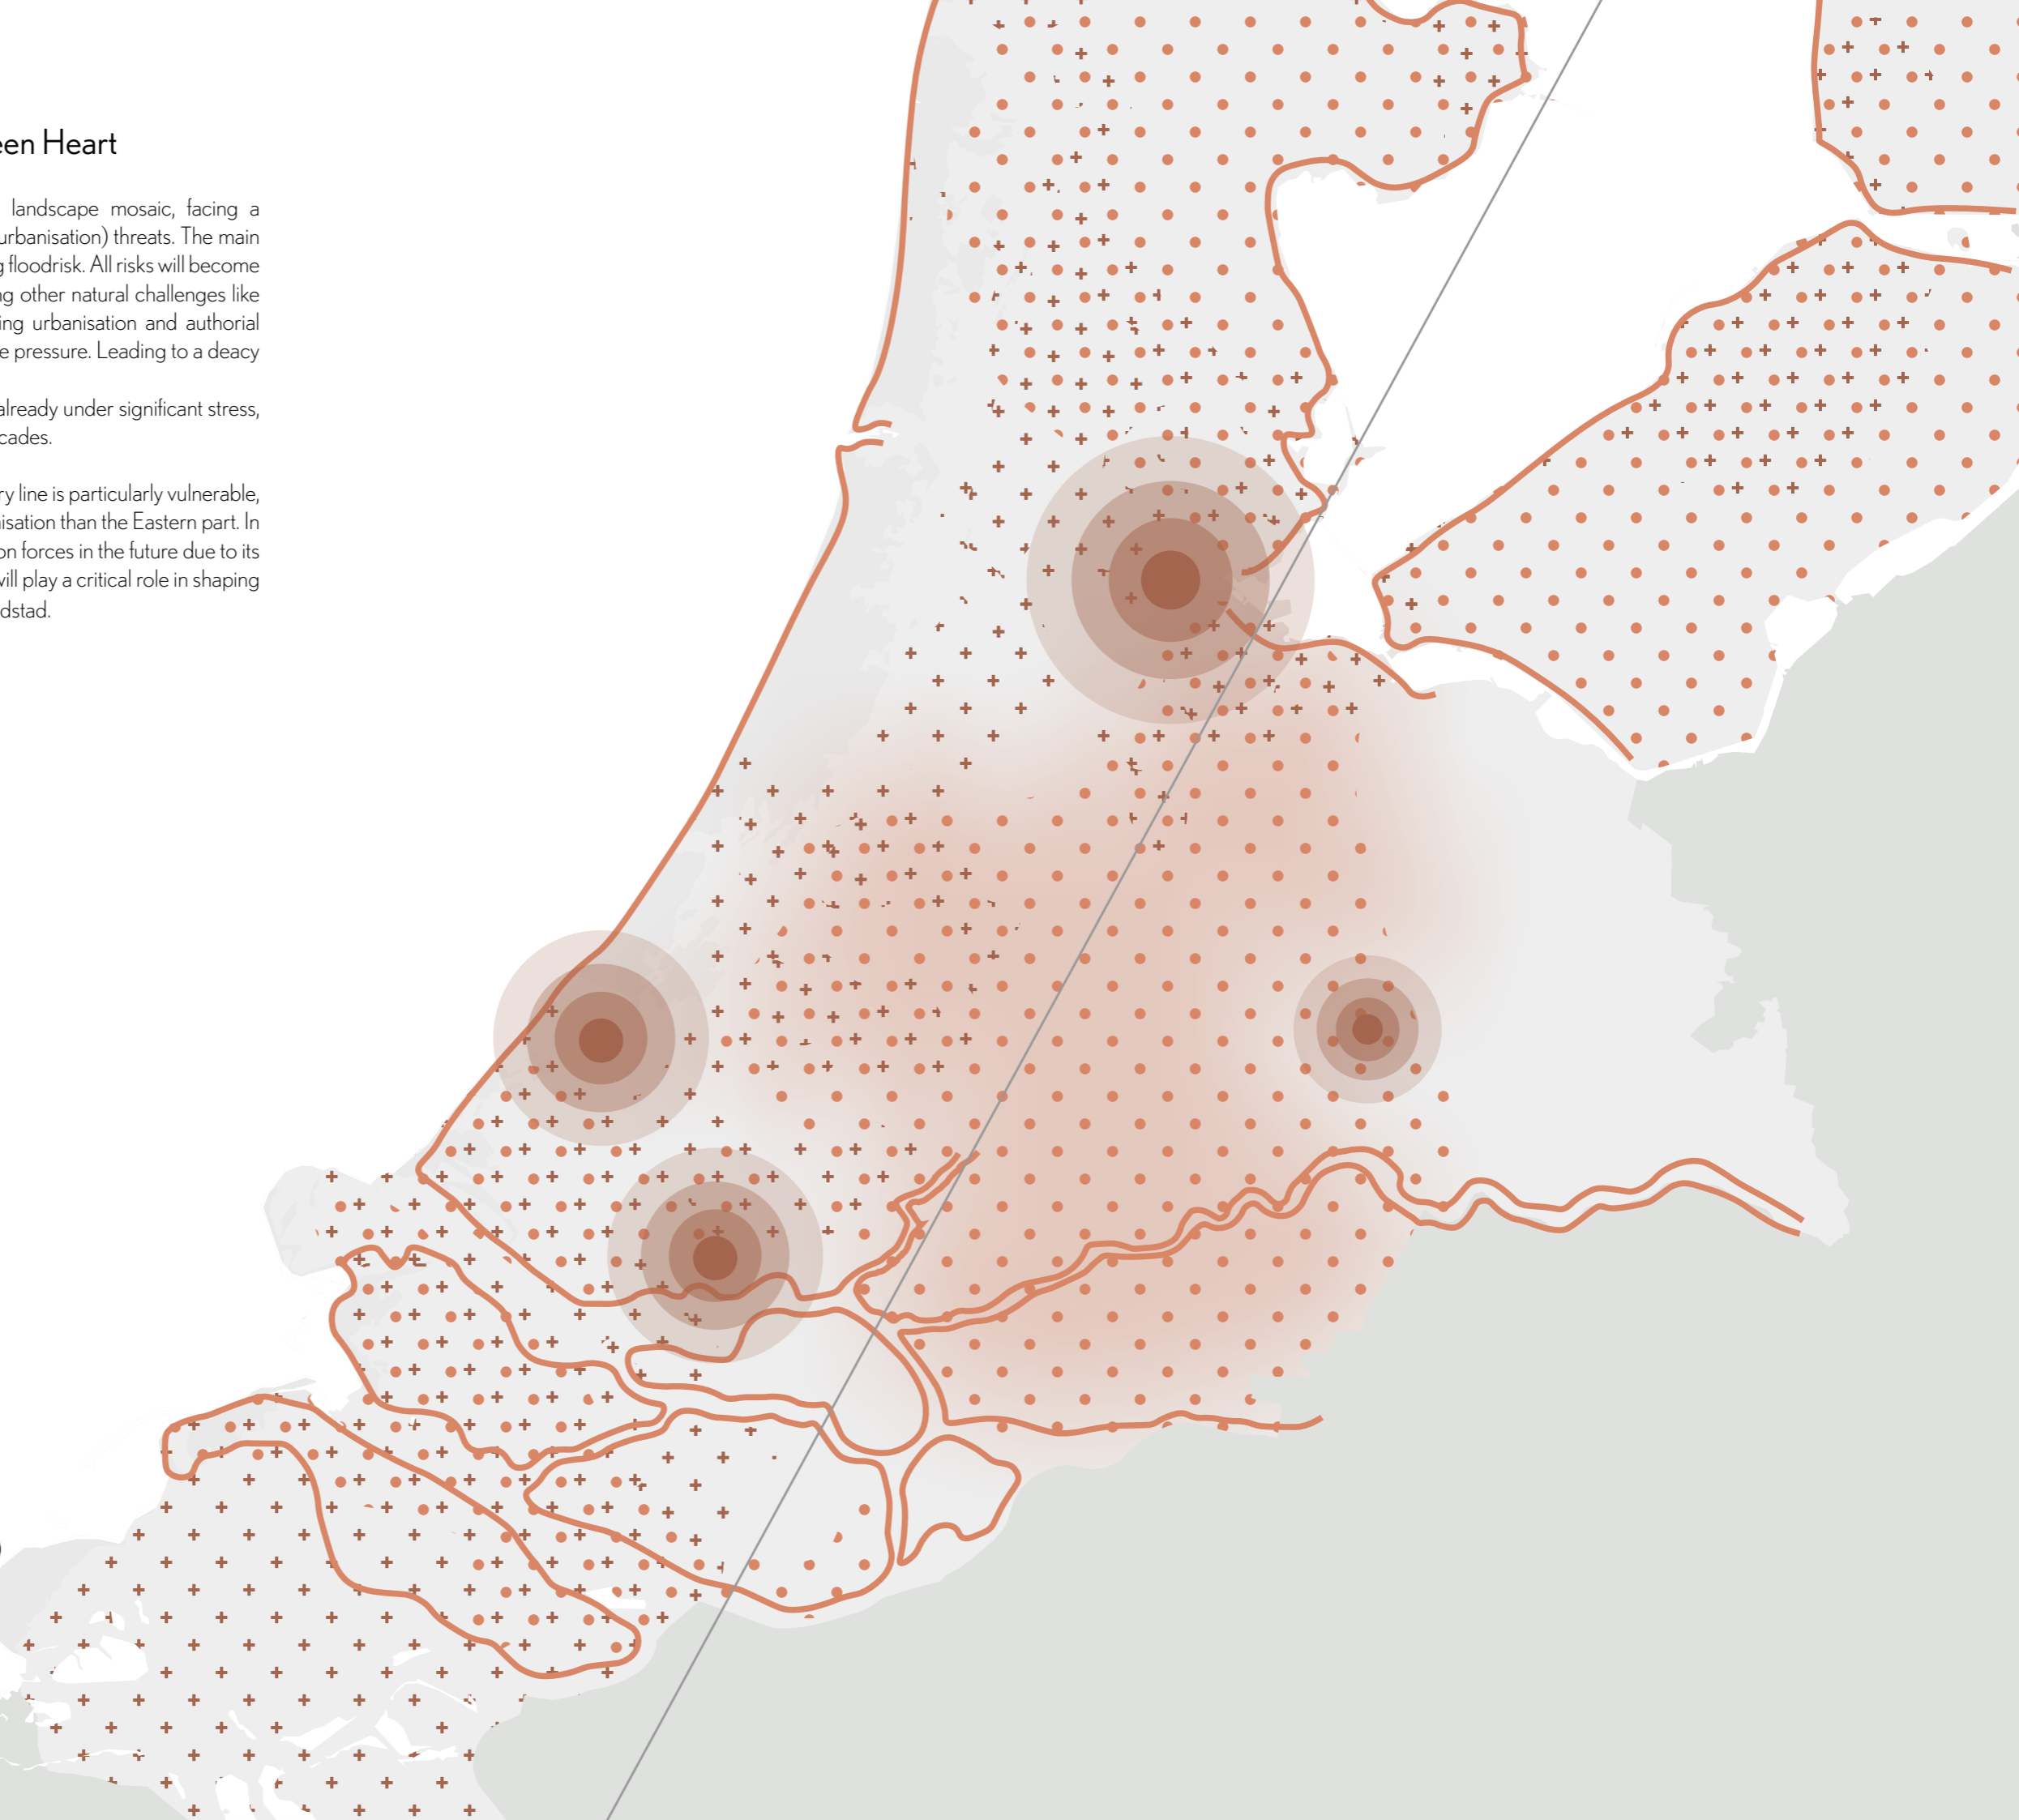 een Heart
landscape mosaic, facing a
urbanisation) threats. The main
g floodrisk. All risks will become
ng other natural challenges like
ing urbanisation and authorial
e pressure. Leading to a deacy
already under significant stress,
cades.
ry line is particularly vulnerable,
nisation than the Eastern part. In
on forces in the future due to its
will play a critical role in shaping
dstad.
)